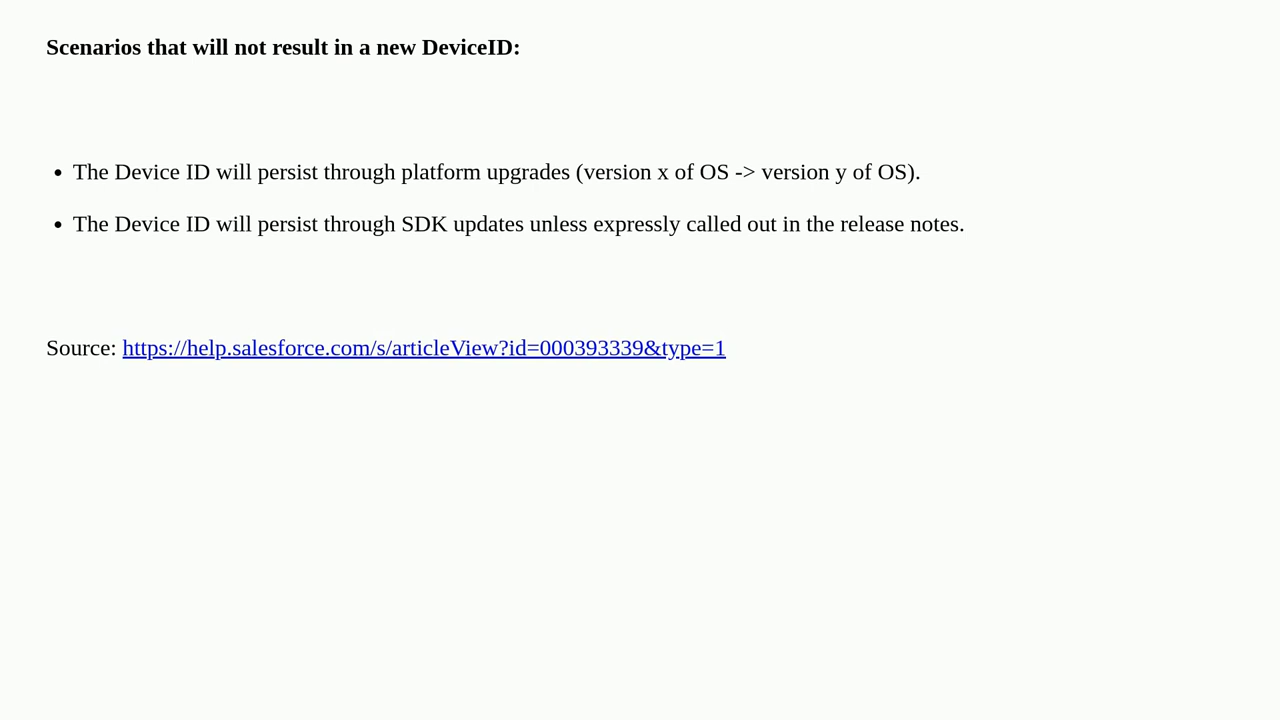 Scenarios that will not result in a new DeviceID:
• The Device ID will persist through platform upgrades (version x of OS -> version y of OS).
• The Device ID will persist through SDK updates unless expressly called out in the release notes.
Source: https://help.salesforce.com/s/articleView?id=000393339&type=1